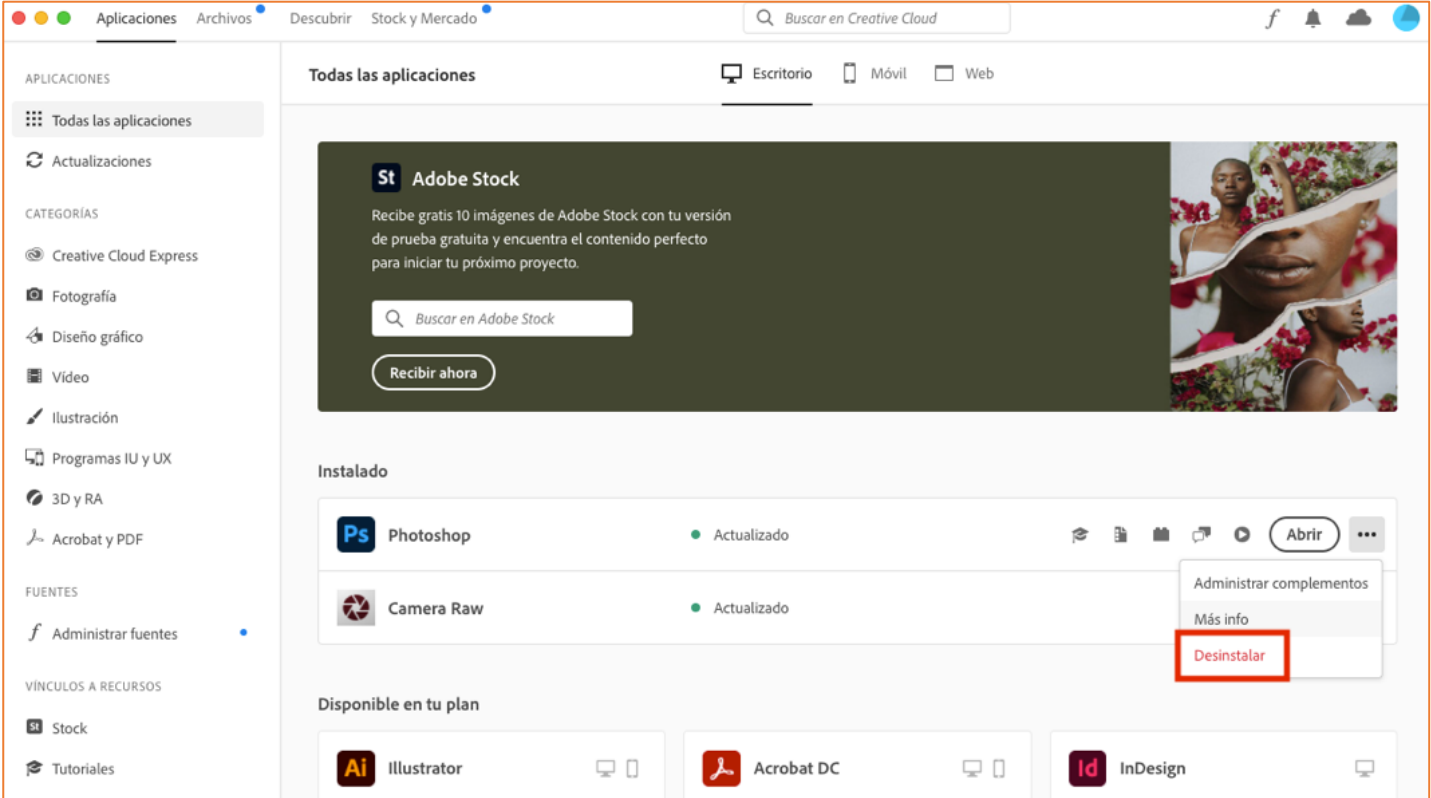 Aplicaciones Archivos Descubrir Stock y Mercado Buscar en Creative Cloud
APLICACIONES
Todas las aplicaciones
Actualizaciones
CATEGORÍAS
Creative Cloud Express
Fotografía
Diseño gráfico
Vídeo
Ilustración
Programas IU y UX
3D y RA
Acrobat y PDF
FUENTES
Administrar fuentes
VÍNCULOS A RECURSOS
St Stock
Tutoriales
Todas las aplicaciones Escritorio Móvil Web
St Adobe Stock
Recibe gratis 10 imágenes de Adobe Stock con tu versión
de prueba gratuita y encuentra el contenido perfecto
para iniciar tu próximo proyecto.
Buscar en Adobe Stock
Recibir ahora
Instalado
Ps Photoshop Actualizado Abrir
Administrar complementos
Más info
Desinstalar
Camera Raw Actualizado
Disponible en tu plan
Ai Illustrator
Acrobat DC
Id InDesign